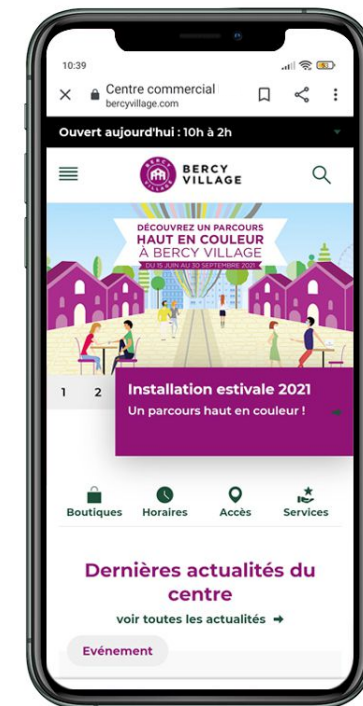 10:39
Centre commercial
bercyvillage.com
Ouvert aujourd'hui : 10h à 2h
BERCY
VILLAGE
DÉCOUVREZ UN PARCOURS
HAUT EN COULEUR
À BERCY VILLAGE
DU 15 JUIN AU 30 SEPTEMBRE 2021
1 2
Installation estivale 2021
Un parcours haut en couleur !
Boutiques Horaires Accès Services
Dernières actualités du
centre
voir toutes les actualités
Evénement